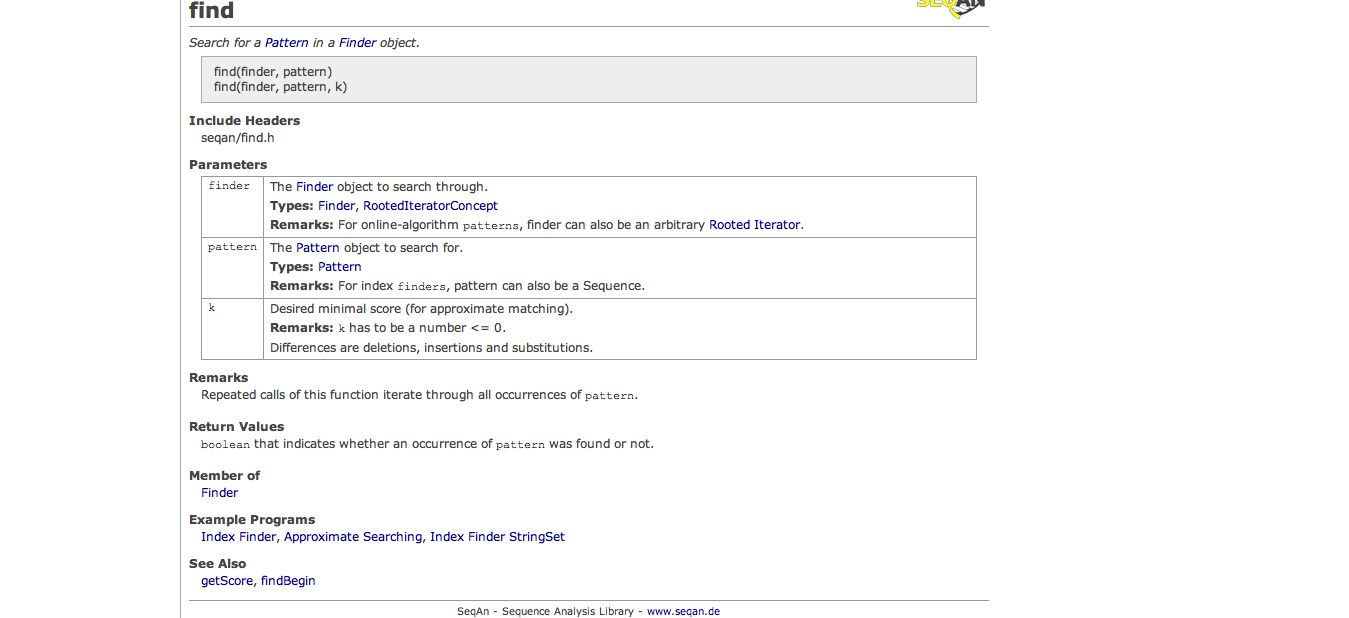 find
SEQAN
Search for a Pattern in a Finder object.
find(finder, pattern)
find(finder, pattern, k)
Include Headers
seqan/find.h
Parameters
finder
The Finder object to search through.
Types: Finder, RootedIteratorConcept
Remarks: For online-algorithm patterns, finder can also be an arbitrary Rooted Iterator.
pattern
The Pattern object to search for.
Types: Pattern
Remarks: For index finders, pattern can also be a Sequence.
k
Desired minimal score (for approximate matching).
Remarks: k has to be a number <= 0.
Differences are deletions, insertions and substitutions.
Remarks
Repeated calls of this function iterate through all occurrences of pattern.
Return Values
boolean that indicates whether an occurrence of pattern was found or not.
Member of
Finder
Example Programs
Index Finder, Approximate Searching, Index Finder StringSet
See Also
getScore, findBegin
SeqAn - Sequence Analysis Library - www.seqan.de